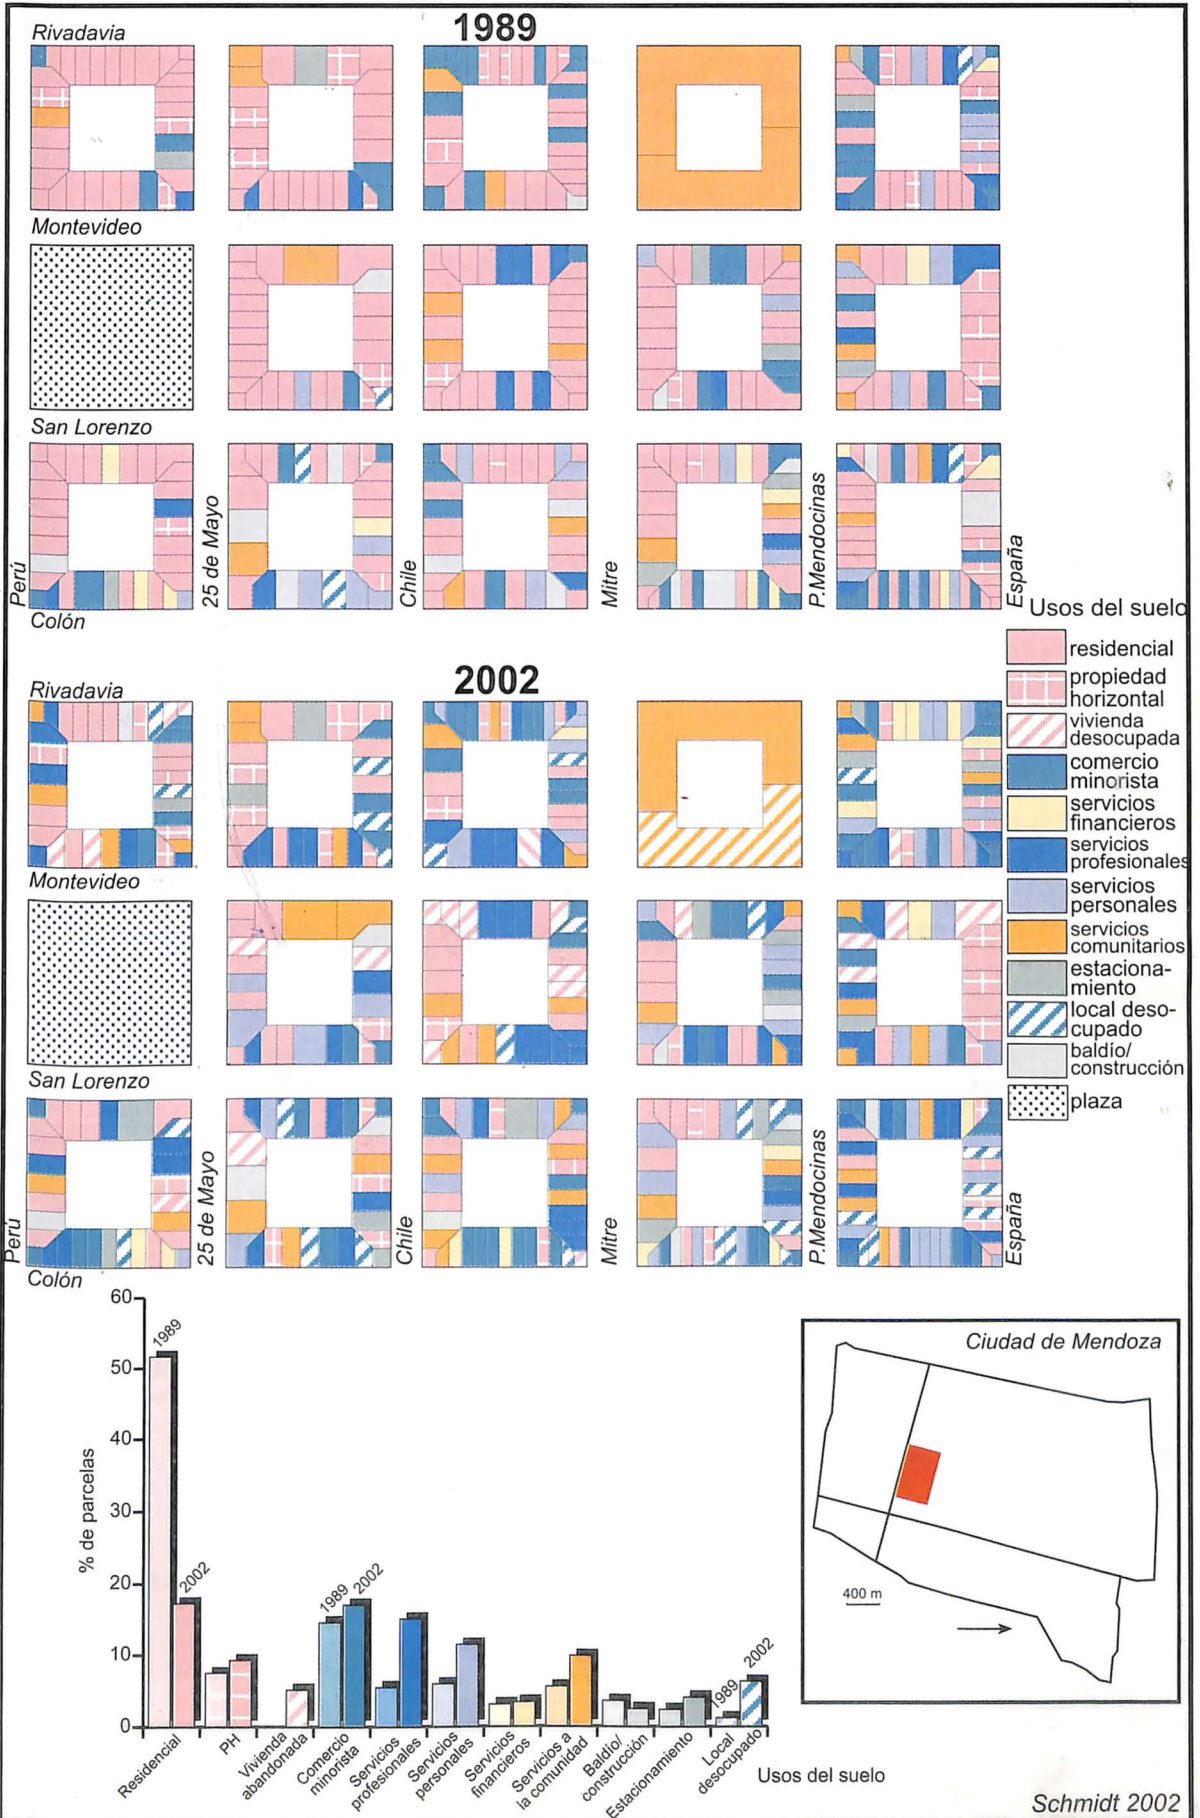 1989
Rivadavia
Montevideo
San Lorenzo
Perú
25 de Mayo
Chile
Mitre
P.Mendocinas
España
Colón
Usos del suelo
residencial
propiedad
horizontal
vivienda
desocupada
comercio
minorista
servicios
financieros
servicios
profesionales
servicios
personales
servicios
comunitarios
estaciona-
miento
local deso-
cupado
baldío/
construcción
plaza
2002
Rivadavia
Montevideo
San Lorenzo
Perú
25 de Mayo
Chile
Mitre
P.Mendocinas
España
Colón
% de parcelas
60
50
40
30
20
10
0
1989
2002
1989
2002
1989
2002
Residencial
PH
Vivienda
abandonada
Comercio
minorista
Servicios
profesionales
Servicios
personales
Servicios
financieros
Servicios a
la comunidad
Baldío/
construcción
Estacionamiento
Local
desocupado
Usos del suelo
Ciudad de Mendoza
400 m
Schmidt 2002